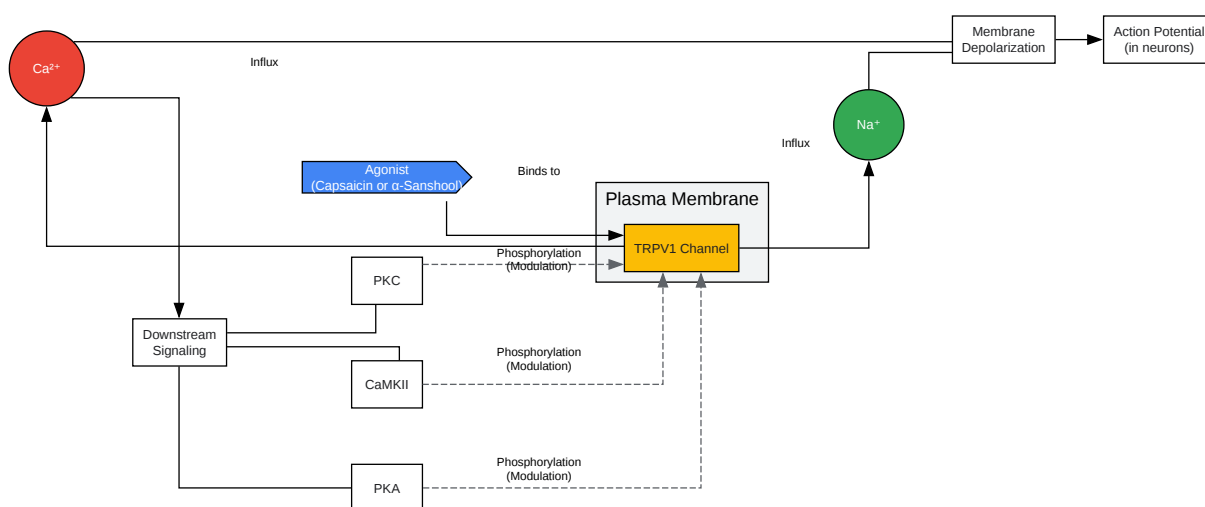 Membrane
Depolarization
Action Potential
(in neurons)
Ca²⁺
Influx
Na⁺
Influx
Agonist
(Capsaicin or α-Sanshool)
Binds to
Plasma Membrane
TRPV1 Channel
Phosphorylation
(Modulation)
PKC
Downstream
Signaling
Phosphorylation
(Modulation)
CaMKII
Phosphorylation
(Modulation)
PKA